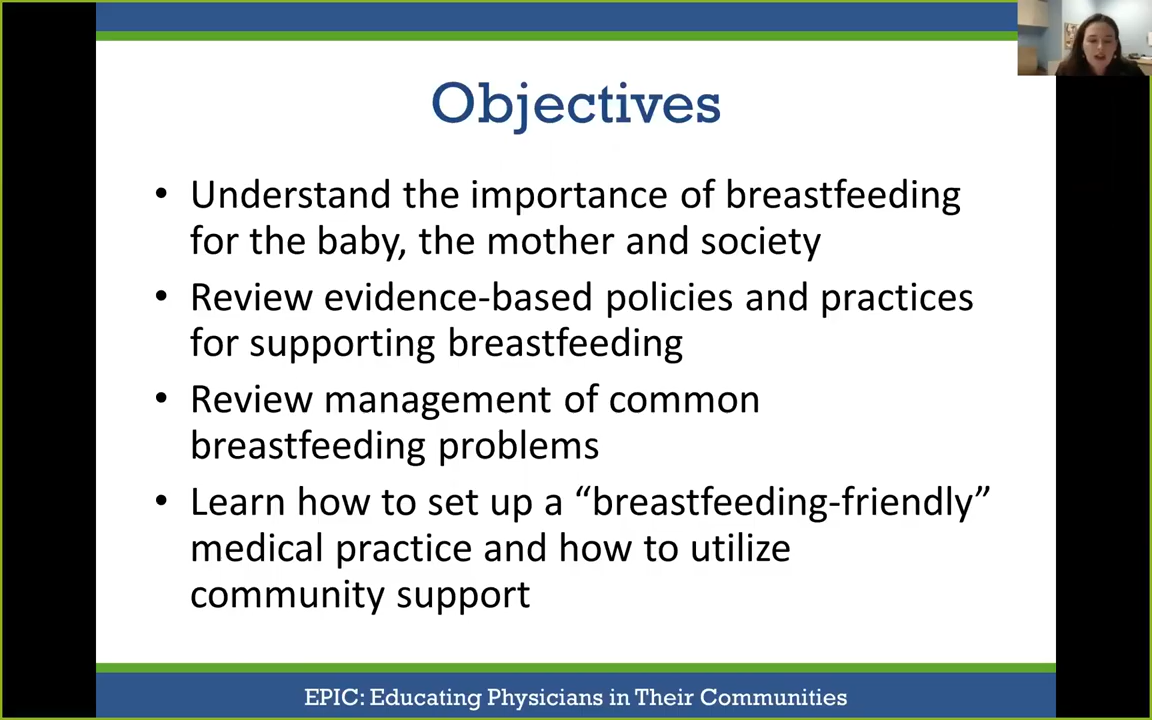 Objectives
• Understand the importance of breastfeeding
for the baby, the mother and society
• Review evidence-based policies and practices
for supporting breastfeeding
• Review management of common
breastfeeding problems
• Learn how to set up a “breastfeeding-friendly”
medical practice and how to utilize
community support
EPIC: Educating Physicians in Their Communities